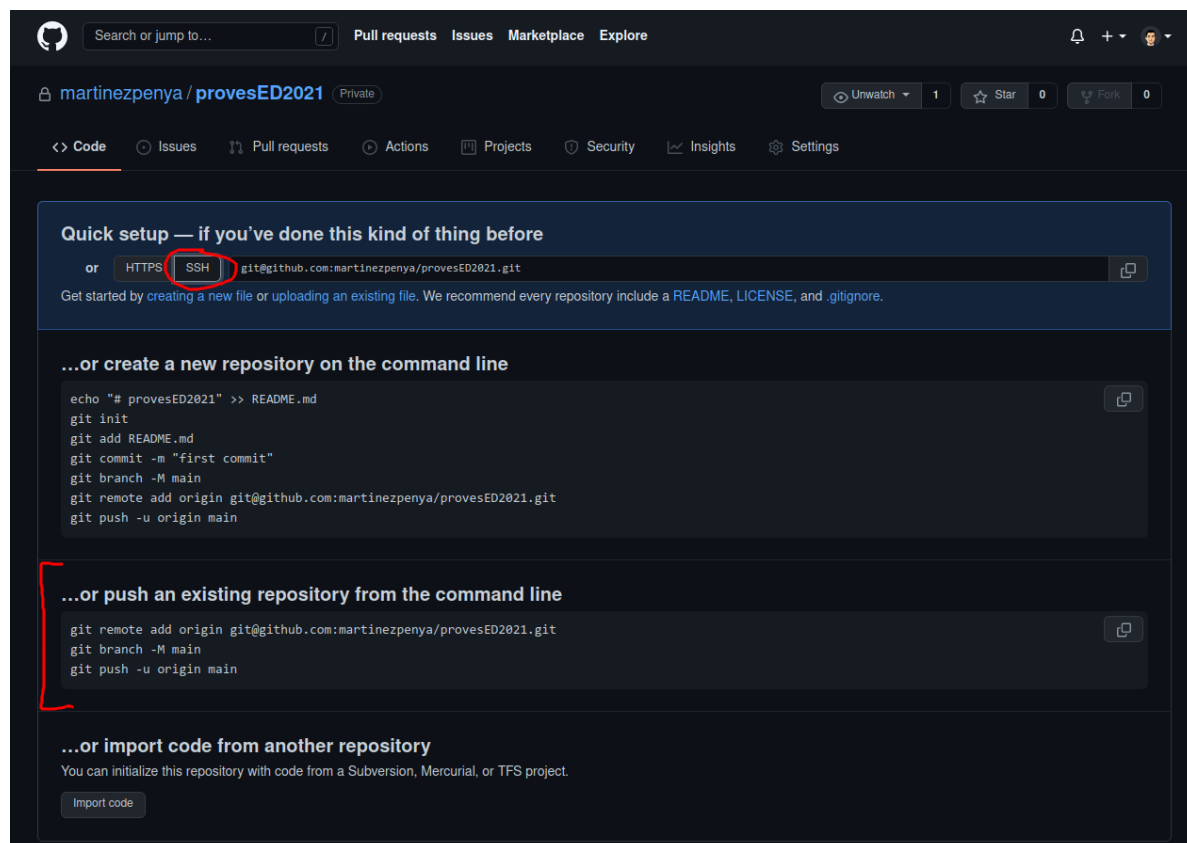 Search or jump to... / Pull requests Issues Marketplace Explore
martinezpenya / provesED2021 Private
Unwatch 1 Star 0 Fork 0
<> Code Issues Pull requests Actions Projects Security Insights Settings
Quick setup — if you've done this kind of thing before
or HTTPS SSH git@github.com:martinezpenya/provesED2021.git
Get started by creating a new file or uploading an existing file. We recommend every repository include a README, LICENSE, and .gitignore.
...or create a new repository on the command line
echo "# provesED2021" >> README.md
git init
git add README.md
git commit -m "first commit"
git branch -M main
git remote add origin git@github.com:martinezpenya/provesED2021.git
git push -u origin main
...or push an existing repository from the command line
git remote add origin git@github.com:martinezpenya/provesED2021.git
git branch -M main
git push -u origin main
...or import code from another repository
You can initialize this repository with code from a Subversion, Mercurial, or TFS project.
Import code